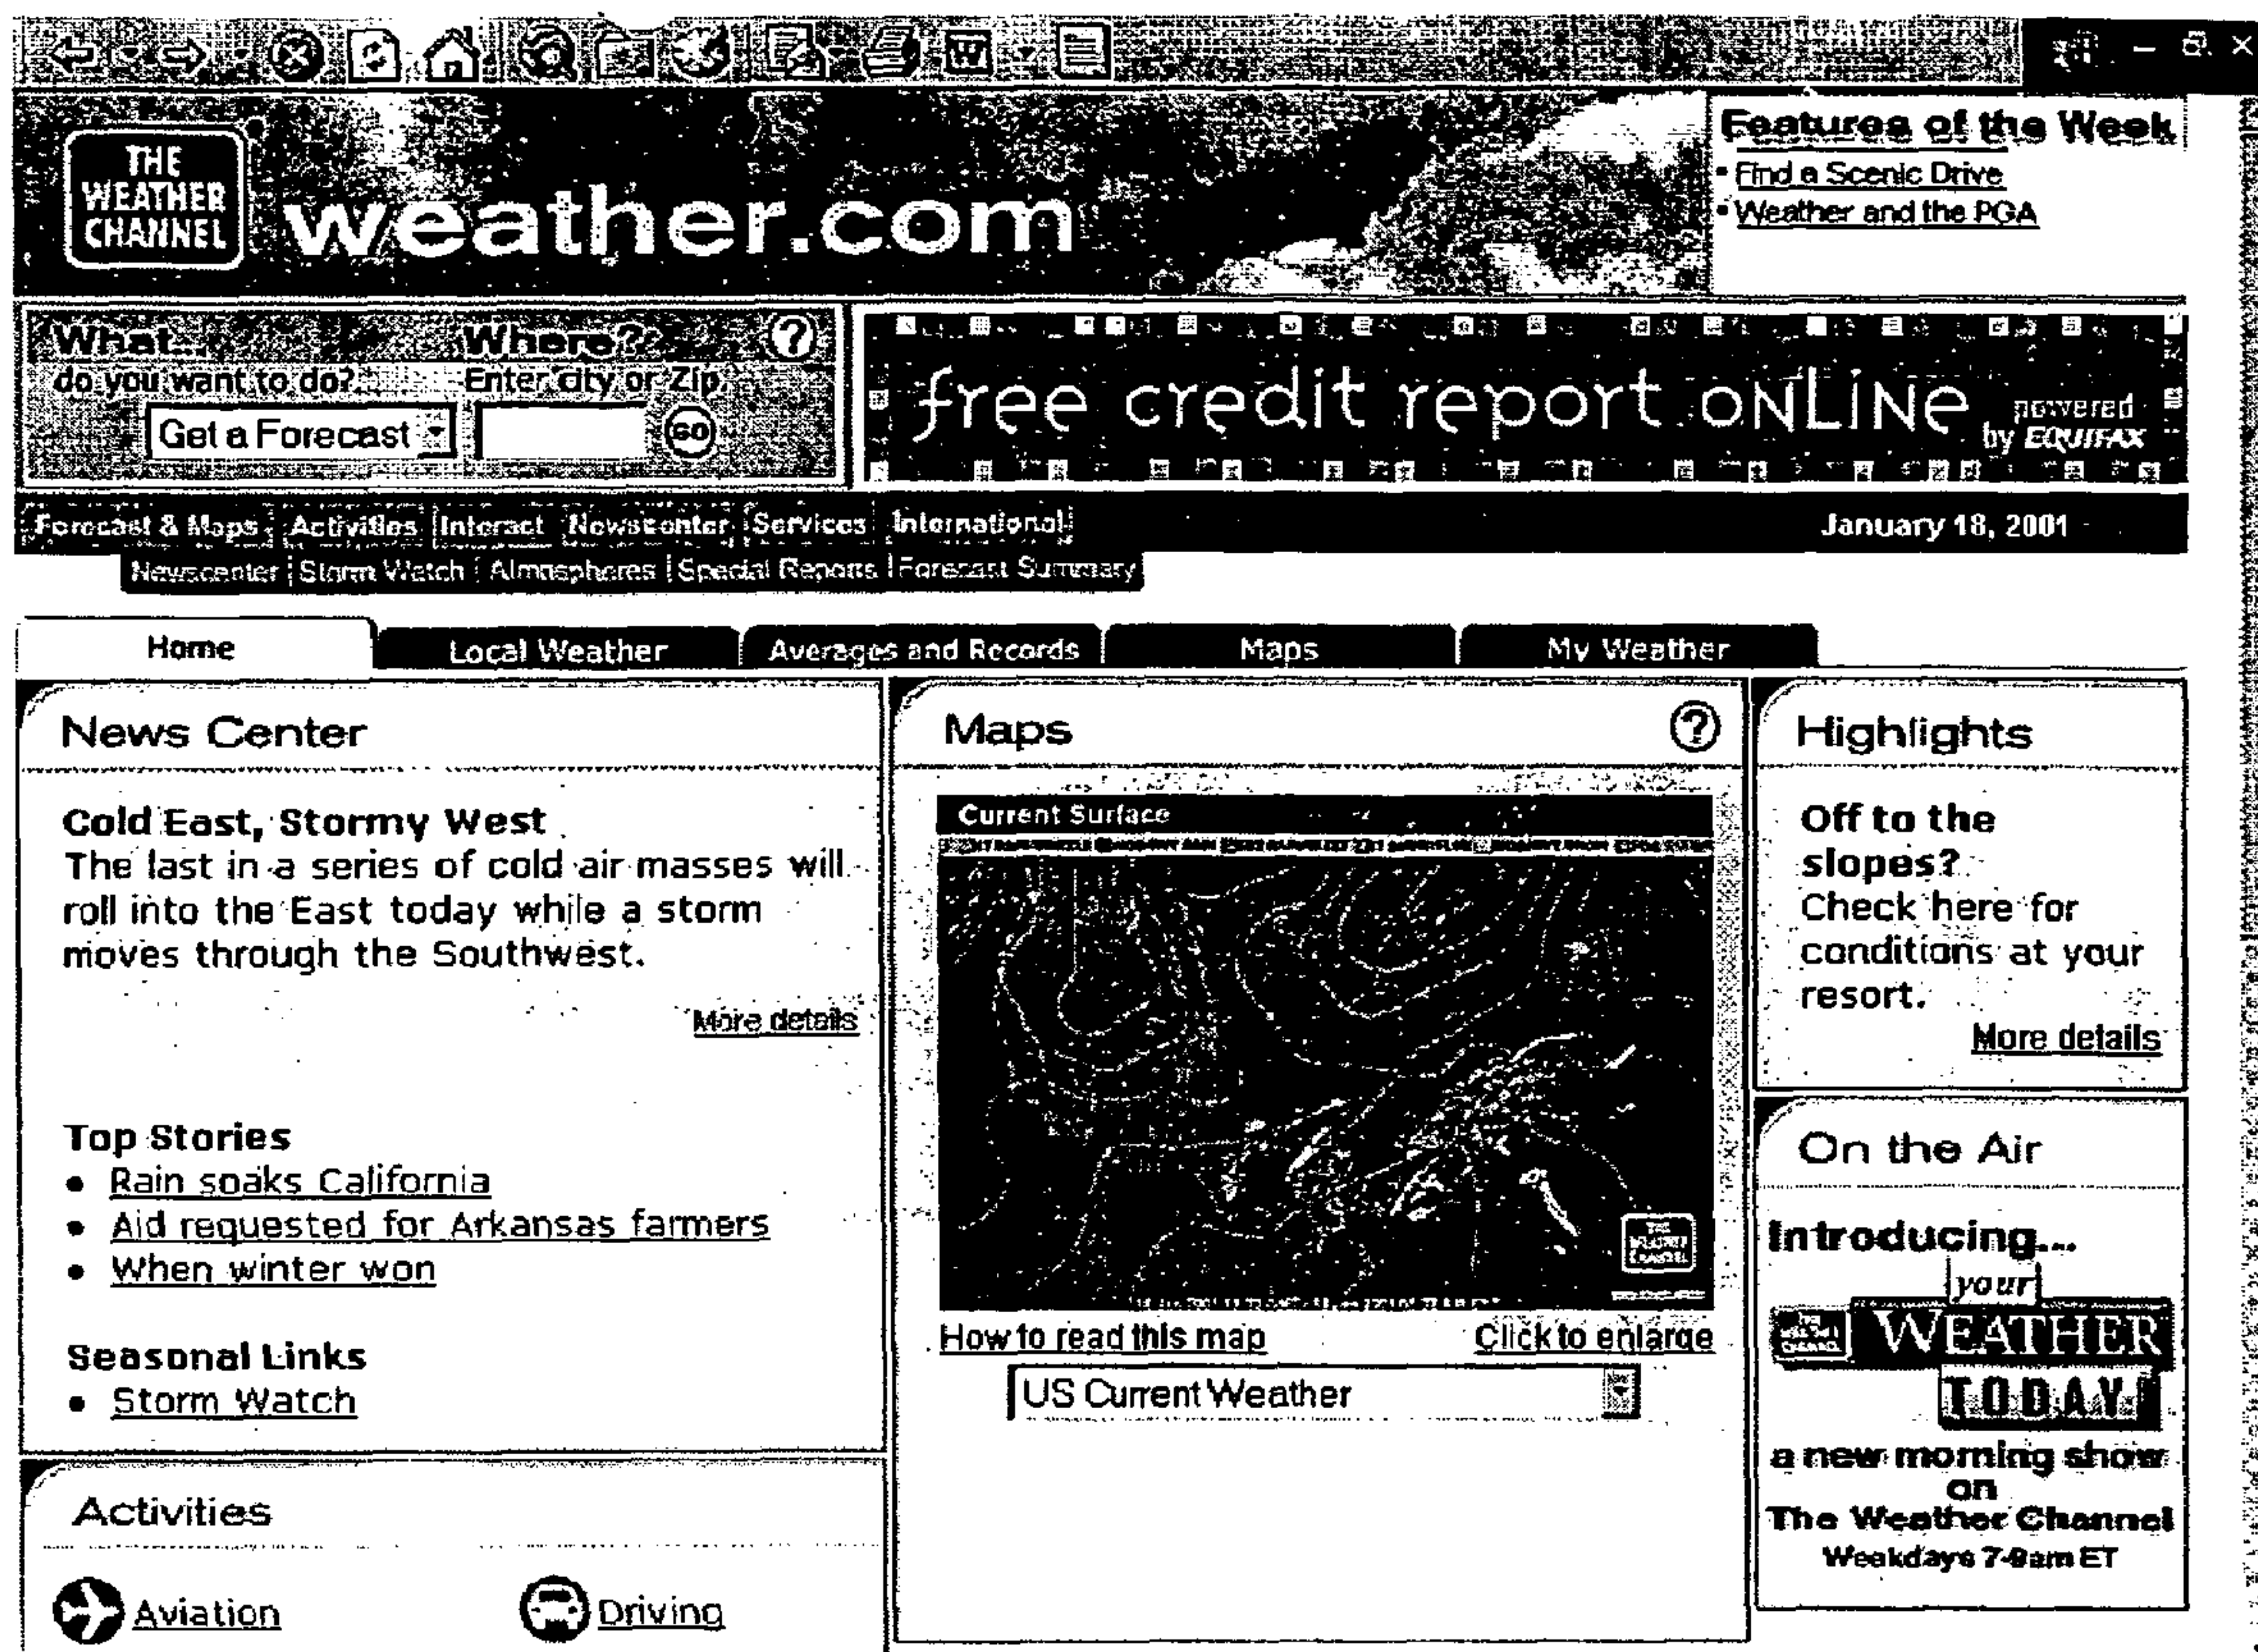 THE
WEATHER
CHANNEL
weather.com
Features of the Week
• Find a Scenic Drive
• Weather and the PGA
What...
do you want to do?
Get a Forecast
Where?
Enter city or Zip.
GO
?
free credit report onLiNe
powered
by EQUIFAX
Forecast & Maps Activities Interact Newscenter Services International
January 18, 2001
Newscenter | Storm Watch | Atmospheres | Special Reports | Forecast Summary
Home
Local Weather
Averages and Records
Maps
My Weather
News Center
Cold East, Stormy West
The last in a series of cold air masses will
roll into the East today while a storm
moves through the Southwest.
More details
Top Stories
• Rain soaks California
• Aid requested for Arkansas farmers
• When winter won
Seasonal Links
• Storm Watch
Activities
Aviation
Driving
Maps
?
Current Surface
THE
WEATHER
CHANNEL
How to read this map
Click to enlarge
US Current Weather
Highlights
Off to the
slopes?
Check here for
conditions at your
resort.
More details
On the Air
Introducing...
your
WEATHER
TODAY!
a new morning show
on
The Weather Channel
Weekdays 7-9am ET